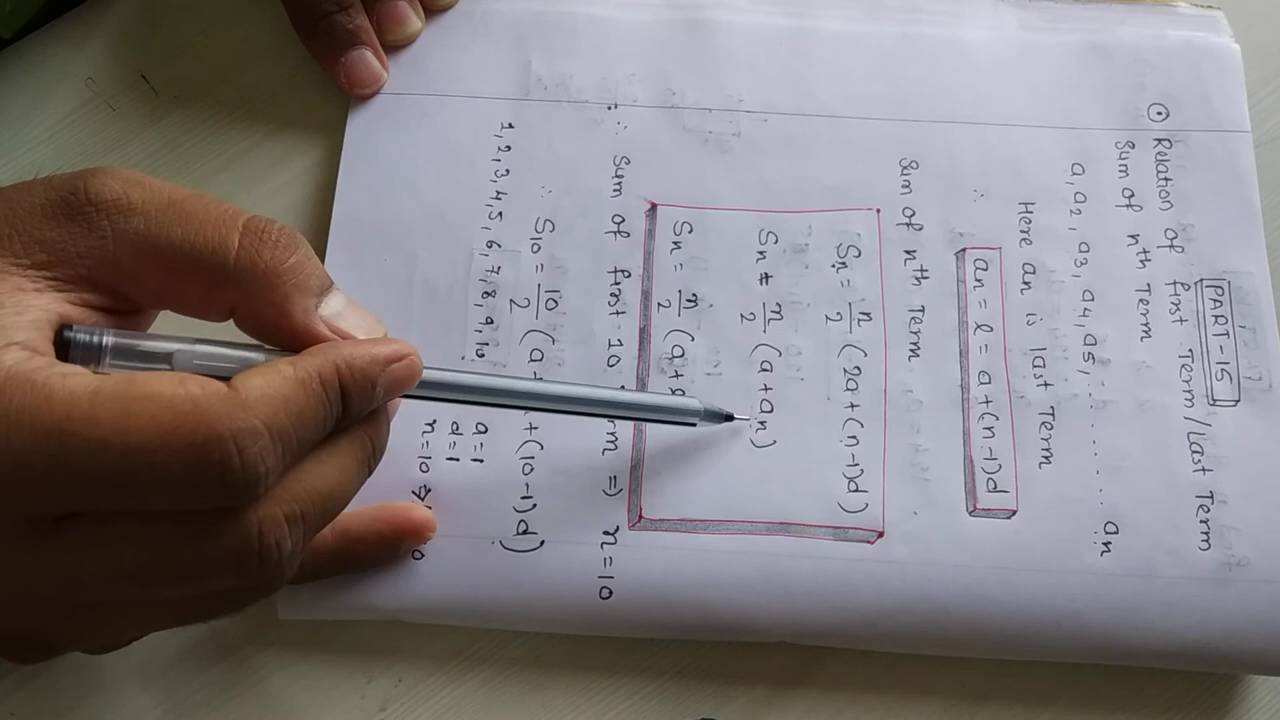 PART-15
⊙ Relation of first Term/Last Term
Sum of nth Term
a, a2, a3, a4, a5, ........ an
Here an is last Term
∴ an = l = a+(n-1)d
Sum of nth Term
Sn = n/2 (2a+(n-1)d)
Sn = n/2 (a+an)
Sn = n/2 (a+
∴ Sum of first 10 rm => n=10
∴ S10 = 10/2 (a+ +(10-1)d)
1,2,3,4,5,6,7,8,9,10
a=1
d=1
n=10 =>